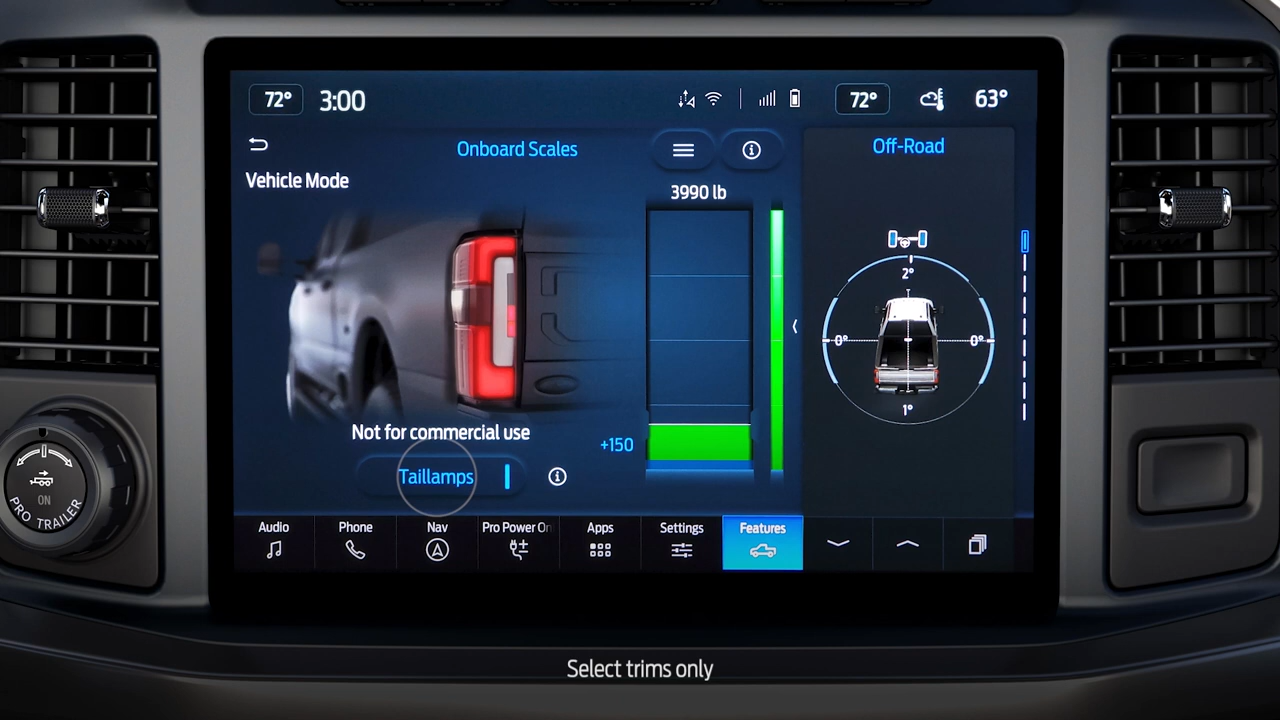 72° 3:00 72° 63°
Onboard Scales
Off-Road
Vehicle Mode
3990 lb
2°
0° 0°
1°
Not for commercial use
+150
Taillamps
ON
PRO TRAILER
Audio Phone Nav Pro Power On Apps Settings Features
Select trims only